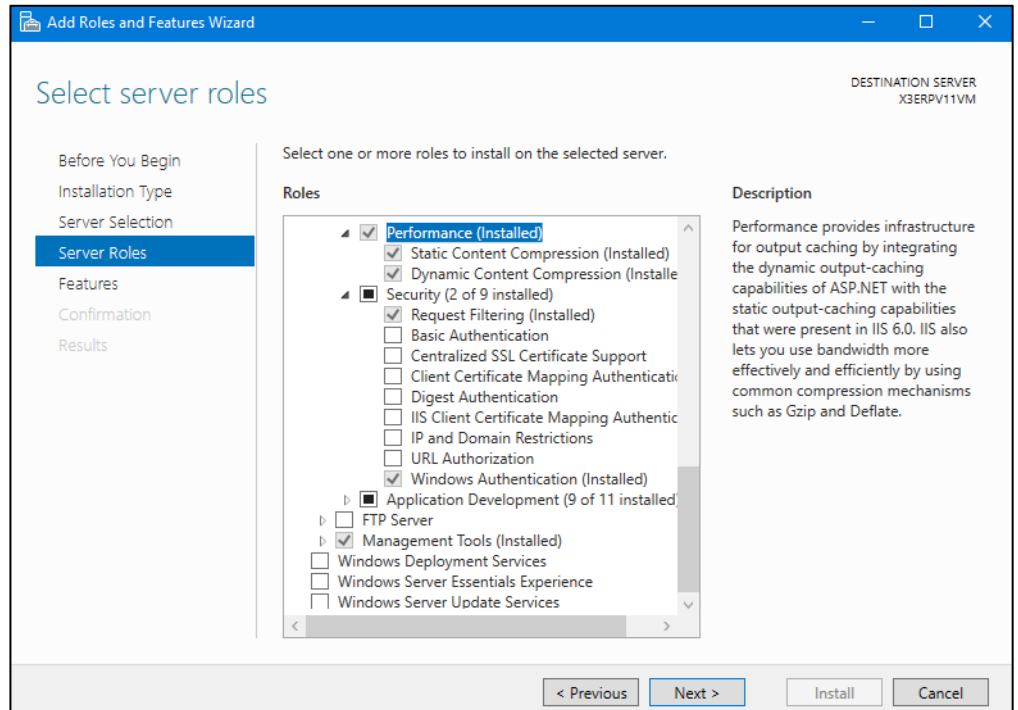 Add Roles and Features Wizard
Select server roles
DESTINATION SERVER
X3ERPV11VM
Before You Begin
Installation Type
Server Selection
Server Roles
Features
Confirmation
Results
Select one or more roles to install on the selected server.
Roles
Performance (Installed)
Static Content Compression (Installed)
Dynamic Content Compression (Installe
Security (2 of 9 installed)
Request Filtering (Installed)
Basic Authentication
Centralized SSL Certificate Support
Client Certificate Mapping Authenticatic
Digest Authentication
IIS Client Certificate Mapping Authentic
IP and Domain Restrictions
URL Authorization
Windows Authentication (Installed)
Application Development (9 of 11 installed)
FTP Server
Management Tools (Installed)
Windows Deployment Services
Windows Server Essentials Experience
Windows Server Update Services
Description
Performance provides infrastructure
for output caching by integrating
the dynamic output-caching
capabilities of ASP.NET with the
static output-caching capabilities
that were present in IIS 6.0. IIS also
lets you use bandwidth more
effectively and efficiently by using
common compression mechanisms
such as Gzip and Deflate.
< Previous
Next >
Install
Cancel